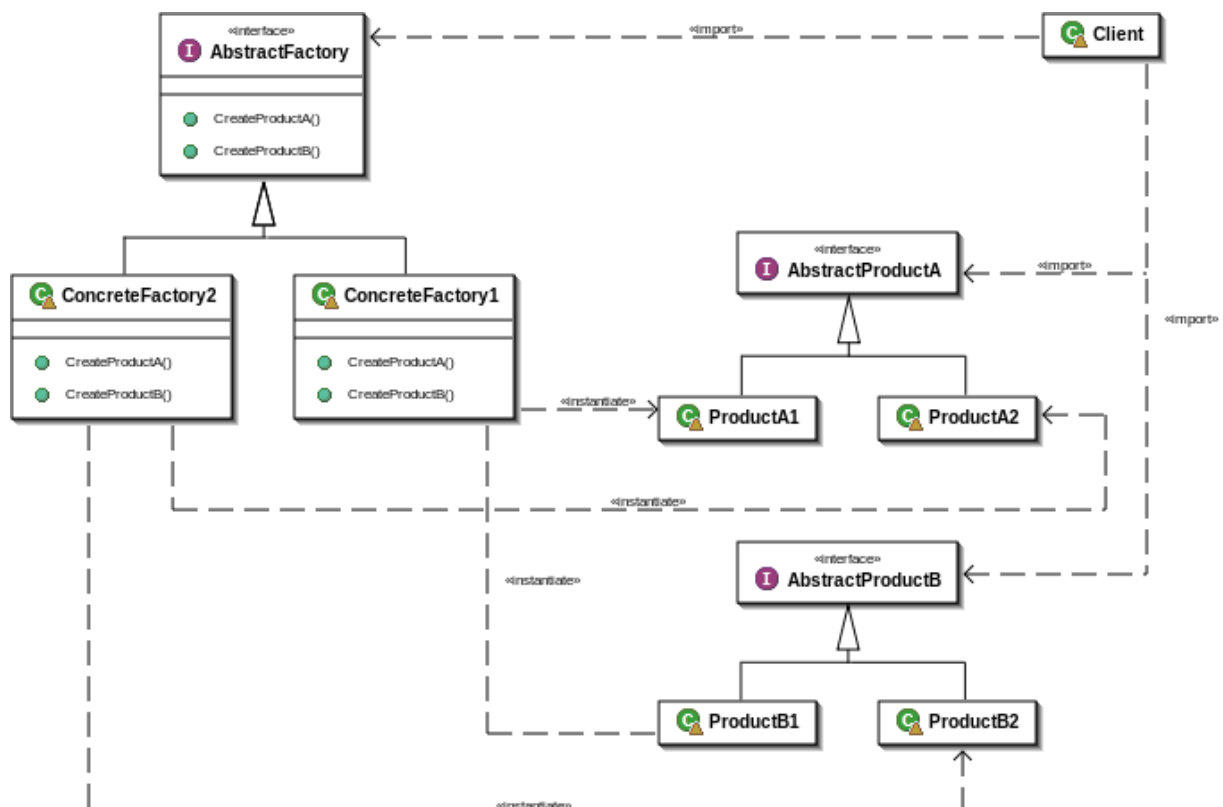 «interface»
I AbstractFactory
CreateProductA()
CreateProductB()
«import»
C Client
C ConcreteFactory2
CreateProductA()
CreateProductB()
C ConcreteFactory1
CreateProductA()
CreateProductB()
«interface»
I AbstractProductA
«import»
«import»
«instantiate»
C ProductA1
C ProductA2
«instantiate»
«interface»
I AbstractProductB
«instantiate»
C ProductB1
C ProductB2
«instantiate»